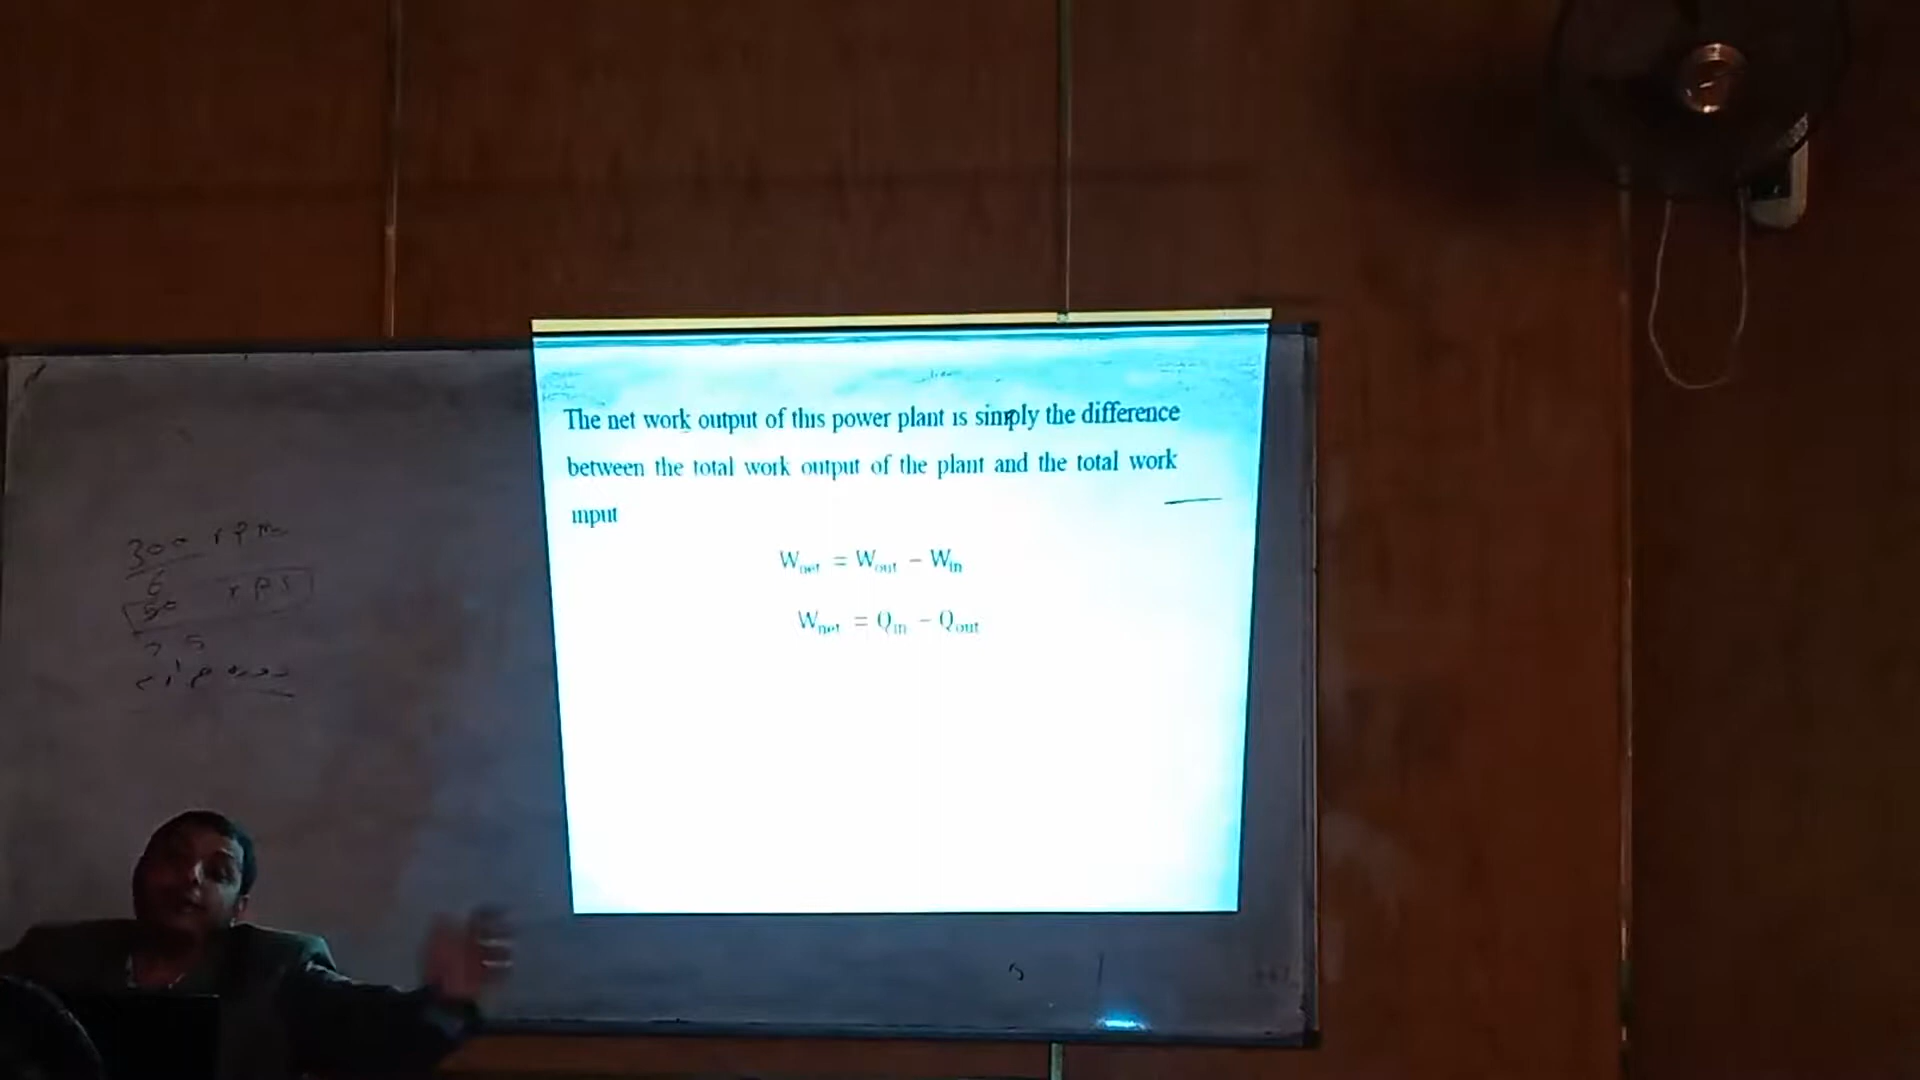 The net work output of this power plant is simply the difference
between the total work output of the plant and the total work
input
W_net = W_out − W_in
W_net = Q_in − Q_out
300 rpm
6
50 rps